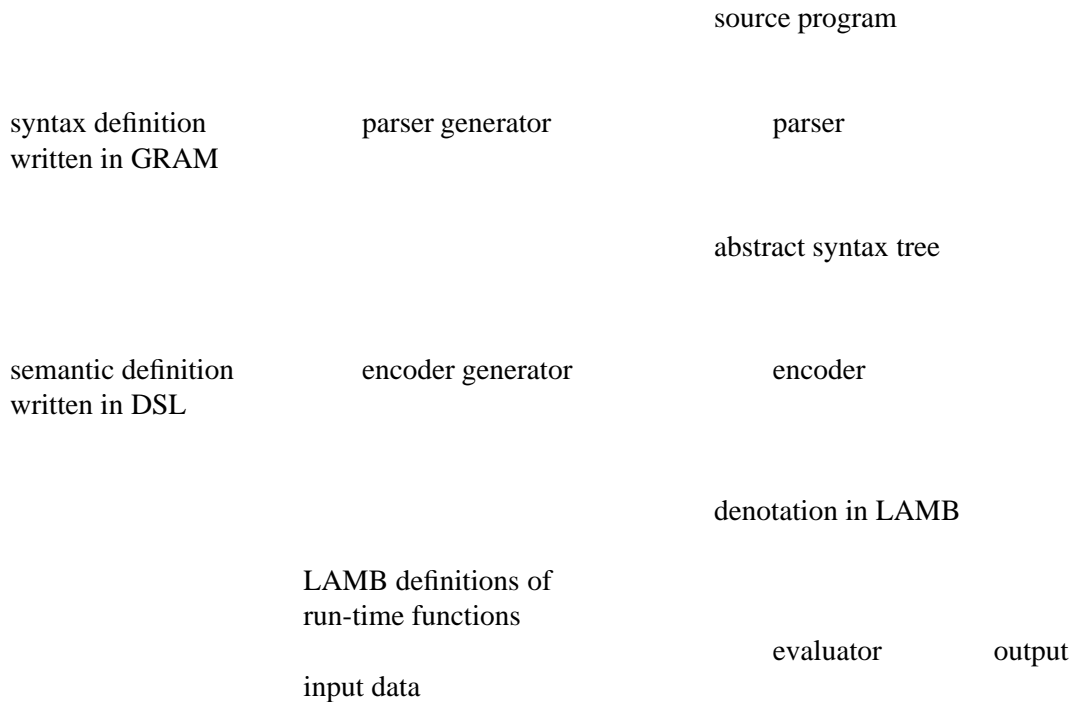 source program
syntax definition parser generator parser
written in GRAM
abstract syntax tree
semantic definition encoder generator encoder
written in DSL
denotation in LAMB
LAMB definitions of
run-time functions
evaluator output
input data